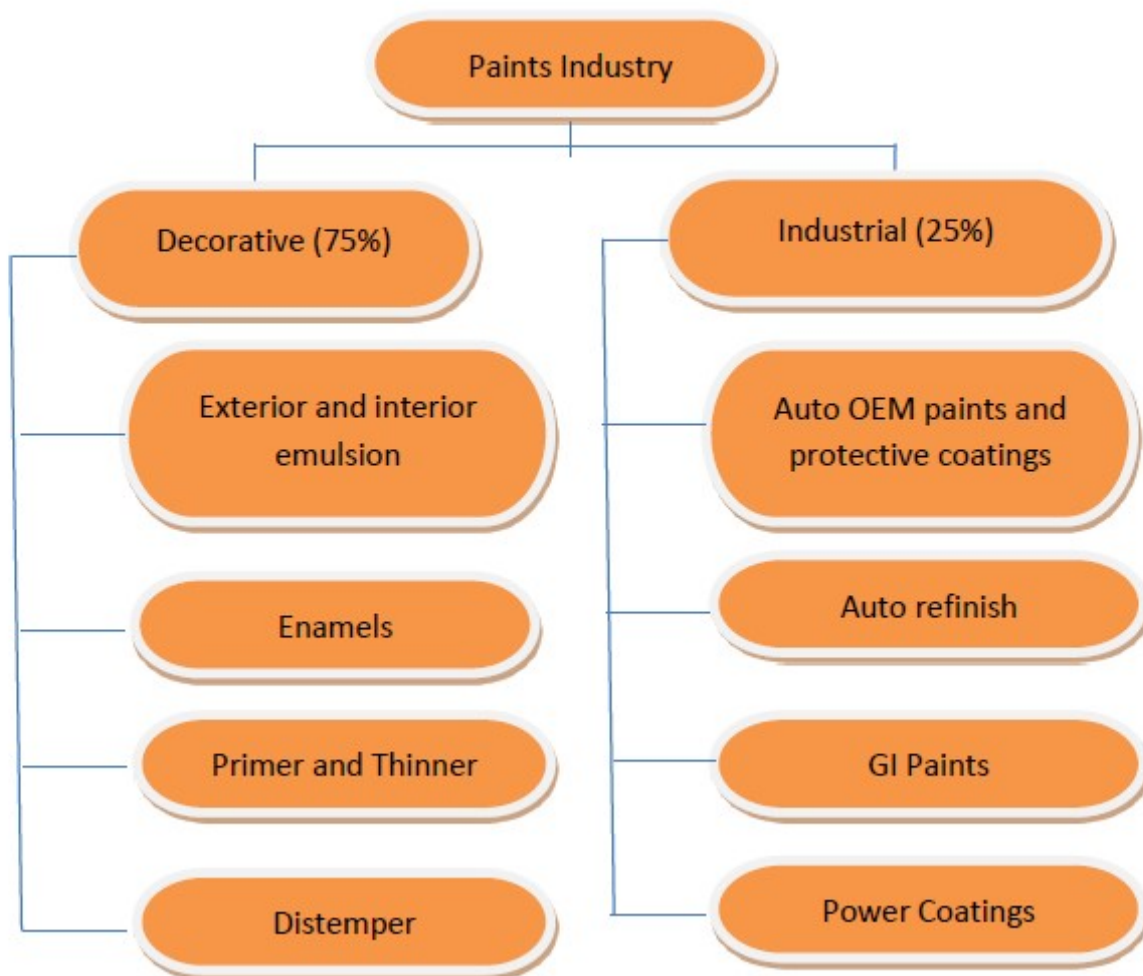 Paints Industry
Decorative (75%)
Exterior and interior
emulsion
Enamels
Primer and Thinner
Distemper
Industrial (25%)
Auto OEM paints and
protective coatings
Auto refinish
GI Paints
Power Coatings